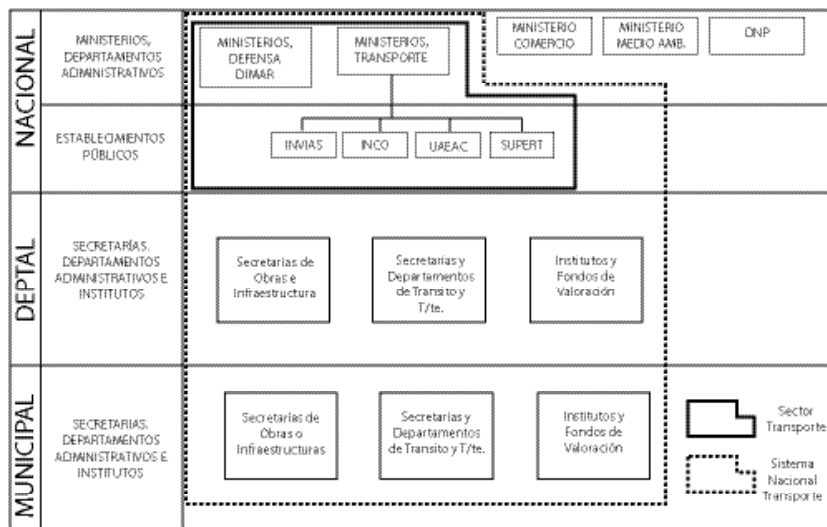 NACIONAL
MINISTERIOS,
DEPARTAMENTOS
ADMINISTRATIVOS
MINISTERIOS,
DEFENSA
DIMAR
MINISTERIOS,
TRANSPORTE
MINISTERIO
COMERCIO
MINISTERIO
MEDIO AMB.
DNP
ESTABLECIMIENTOS
PÚBLICOS
INVIAS
INCO
UAEAC
SUPERT
DEPTAL
SECRETARÍAS.
DEPARTAMENTOS
ADMINISTRATIVOS E
INSTITUTOS
Secretarías de
Obras e
Infraestructura
Secretarías y
Departamentos
de Transito y
T/te.
Institutos y
Fondos de
Valoración
MUNICIPAL
SECRETARIAS.
DEPARTAMENTOS
ADMINISTRATIVOS E
INSTITUTOS
Secretarías de
Obras o
Infraestructuras
Secretarías y
Departamentos
de Transito y T/te.
Institutos y
Fondos de
Valoración
Sector
Transporte
Sistema
Nacional
Transporte